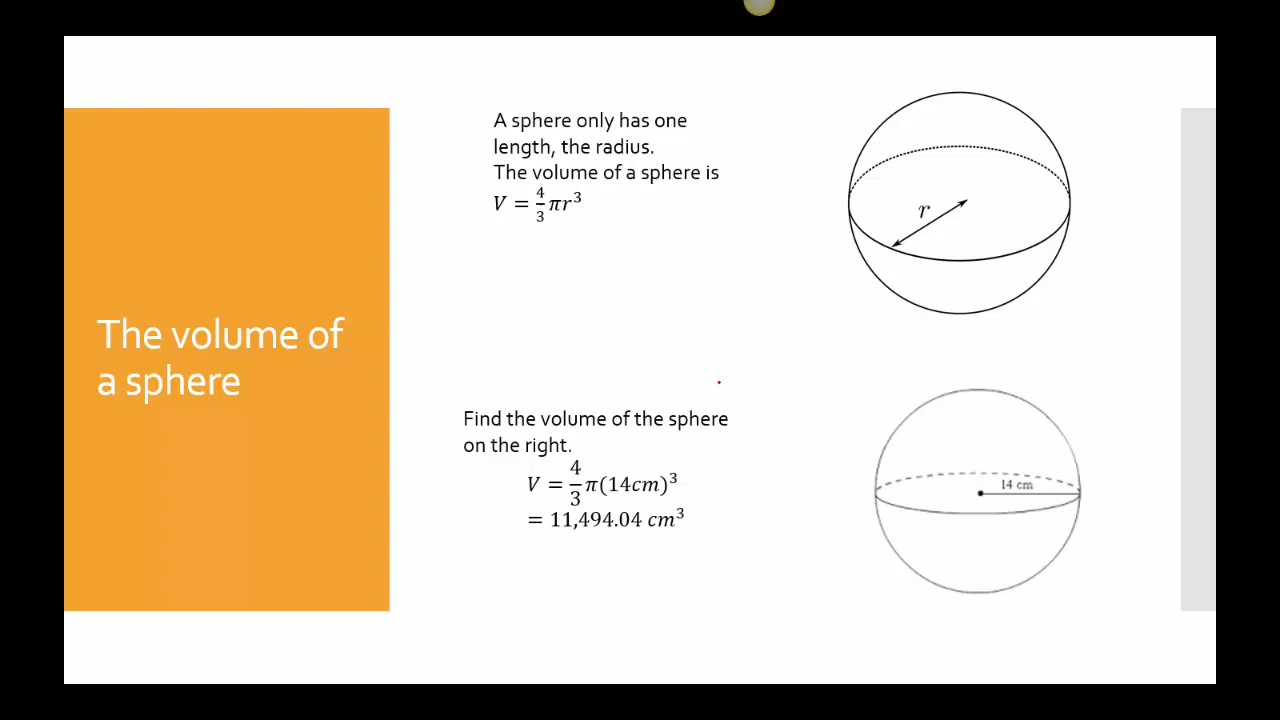 The volume of
a sphere
A sphere only has one
length, the radius.
The volume of a sphere is
V = 4/3 πr³
r
Find the volume of the sphere
on the right.
V = 4/3 π(14cm)³
= 11,494.04 cm³
14 cm